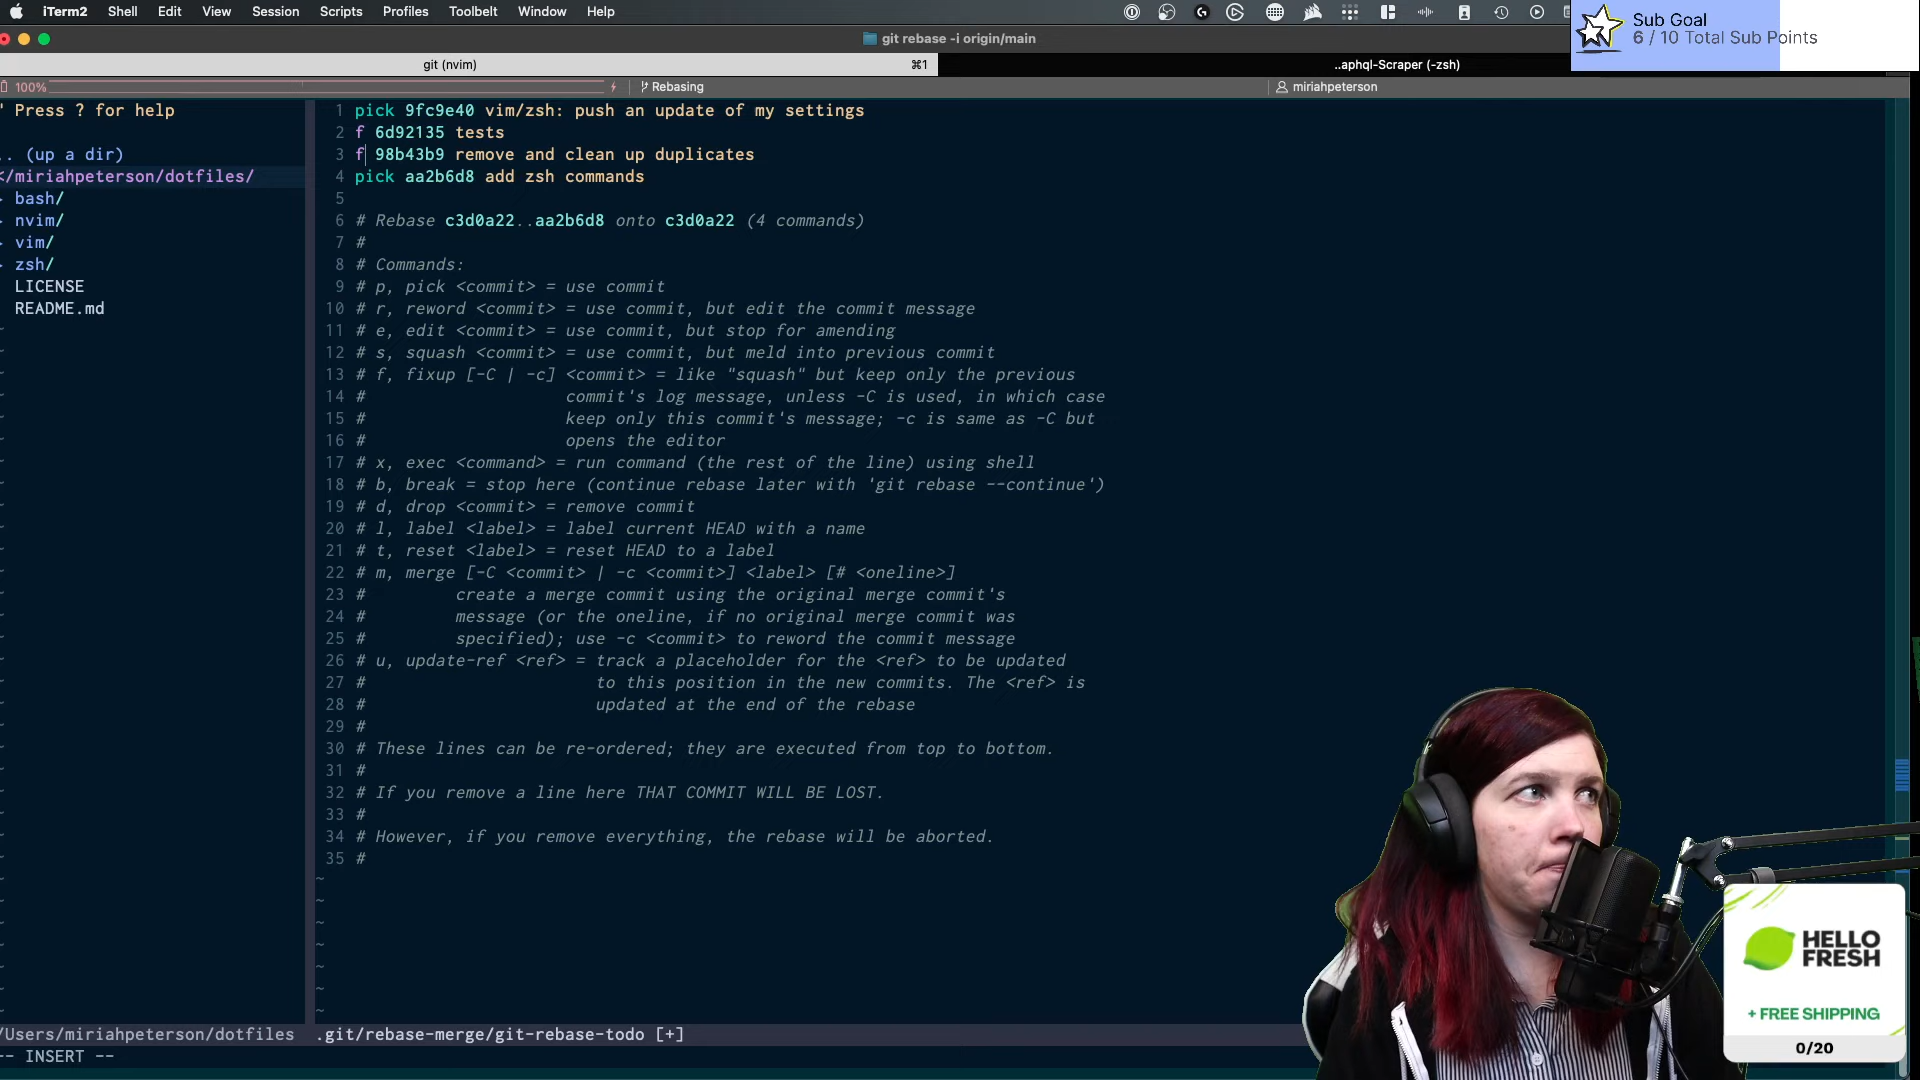 iTerm2 Shell Edit View Session Scripts Profiles Toolbelt Window Help
Sub Goal
6 / 10 Total Sub Points
git rebase -i origin/main
git (nvim) ⌘1 ..aphql-Scraper (-zsh)
100% Rebasing miriahpeterson
" Press ? for help
.. (up a dir)
</miriahpeterson/dotfiles/
bash/
nvim/
vim/
zsh/
LICENSE
README.md
1 pick 9fc9e40 vim/zsh: push an update of my settings
2 f 6d92135 tests
3 f 98b43b9 remove and clean up duplicates
4 pick aa2b6d8 add zsh commands
5
6 # Rebase c3d0a22..aa2b6d8 onto c3d0a22 (4 commands)
7 #
8 # Commands:
9 # p, pick <commit> = use commit
10 # r, reword <commit> = use commit, but edit the commit message
11 # e, edit <commit> = use commit, but stop for amending
12 # s, squash <commit> = use commit, but meld into previous commit
13 # f, fixup [-C | -c] <commit> = like "squash" but keep only the previous
14 # commit's log message, unless -C is used, in which case
15 # keep only this commit's message; -c is same as -C but
16 # opens the editor
17 # x, exec <command> = run command (the rest of the line) using shell
18 # b, break = stop here (continue rebase later with 'git rebase --continue')
19 # d, drop <commit> = remove commit
20 # l, label <label> = label current HEAD with a name
21 # t, reset <label> = reset HEAD to a label
22 # m, merge [-C <commit> | -c <commit>] <label> [# <oneline>]
23 # create a merge commit using the original merge commit's
24 # message (or the oneline, if no original merge commit was
25 # specified); use -c <commit> to reword the commit message
26 # u, update-ref <ref> = track a placeholder for the <ref> to be updated
27 # to this position in the new commits. The <ref> is
28 # updated at the end of the rebase
29 #
30 # These lines can be re-ordered; they are executed from top to bottom.
31 #
32 # If you remove a line here THAT COMMIT WILL BE LOST.
33 #
34 # However, if you remove everything, the rebase will be aborted.
35 #
/Users/miriahpeterson/dotfiles .git/rebase-merge/git-rebase-todo [+]
-- INSERT --
HELLO
FRESH
+ FREE SHIPPING
0/20